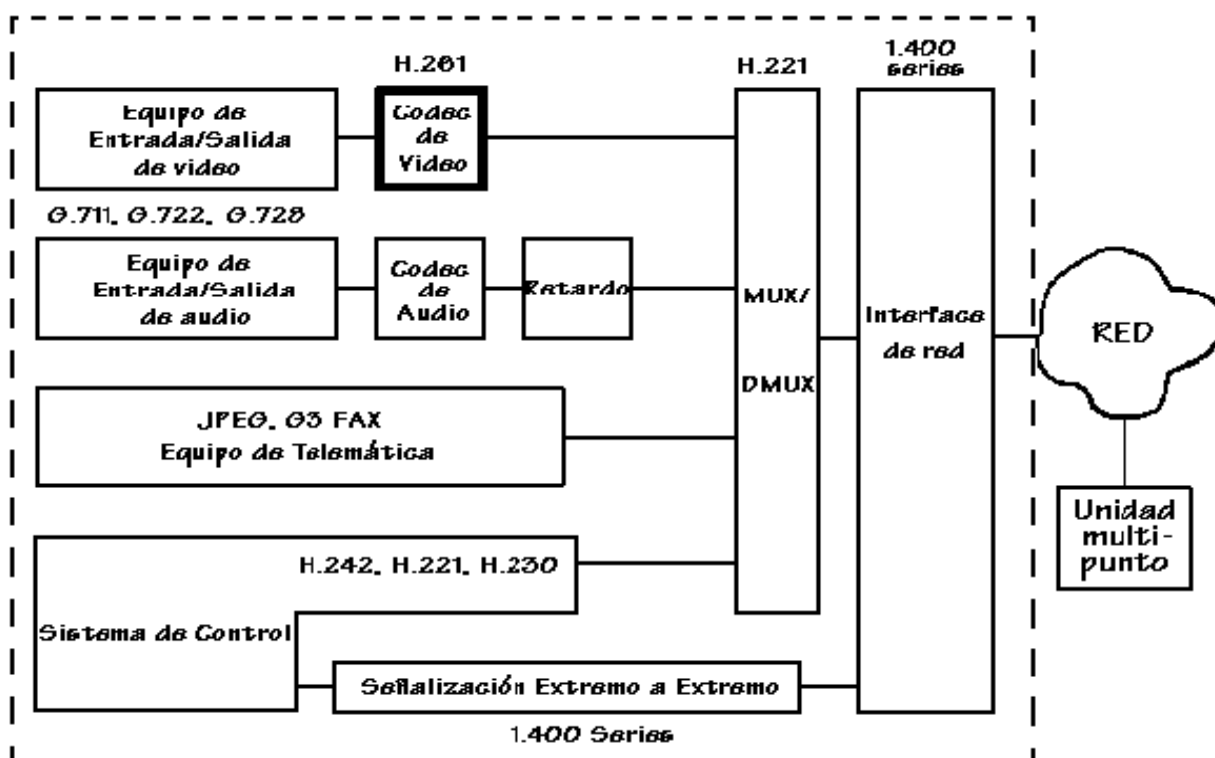 H.261
H.221
1.400
series
Equipo de
Entrada/Salida
de video
Codec
de
Video
G.711, G.722, G.728
Equipo de
Entrada/Salida
de audio
Codec
de
Audio
Retardo
MUX/
DMUX
Interface
de red
RED
JPEG, G3 FAX
Equipo de Telemática
Unidad
multi-
punto
H.242, H.221, H.230
Sistema de Control
Señalización Extremo a Extremo
1.400 Series